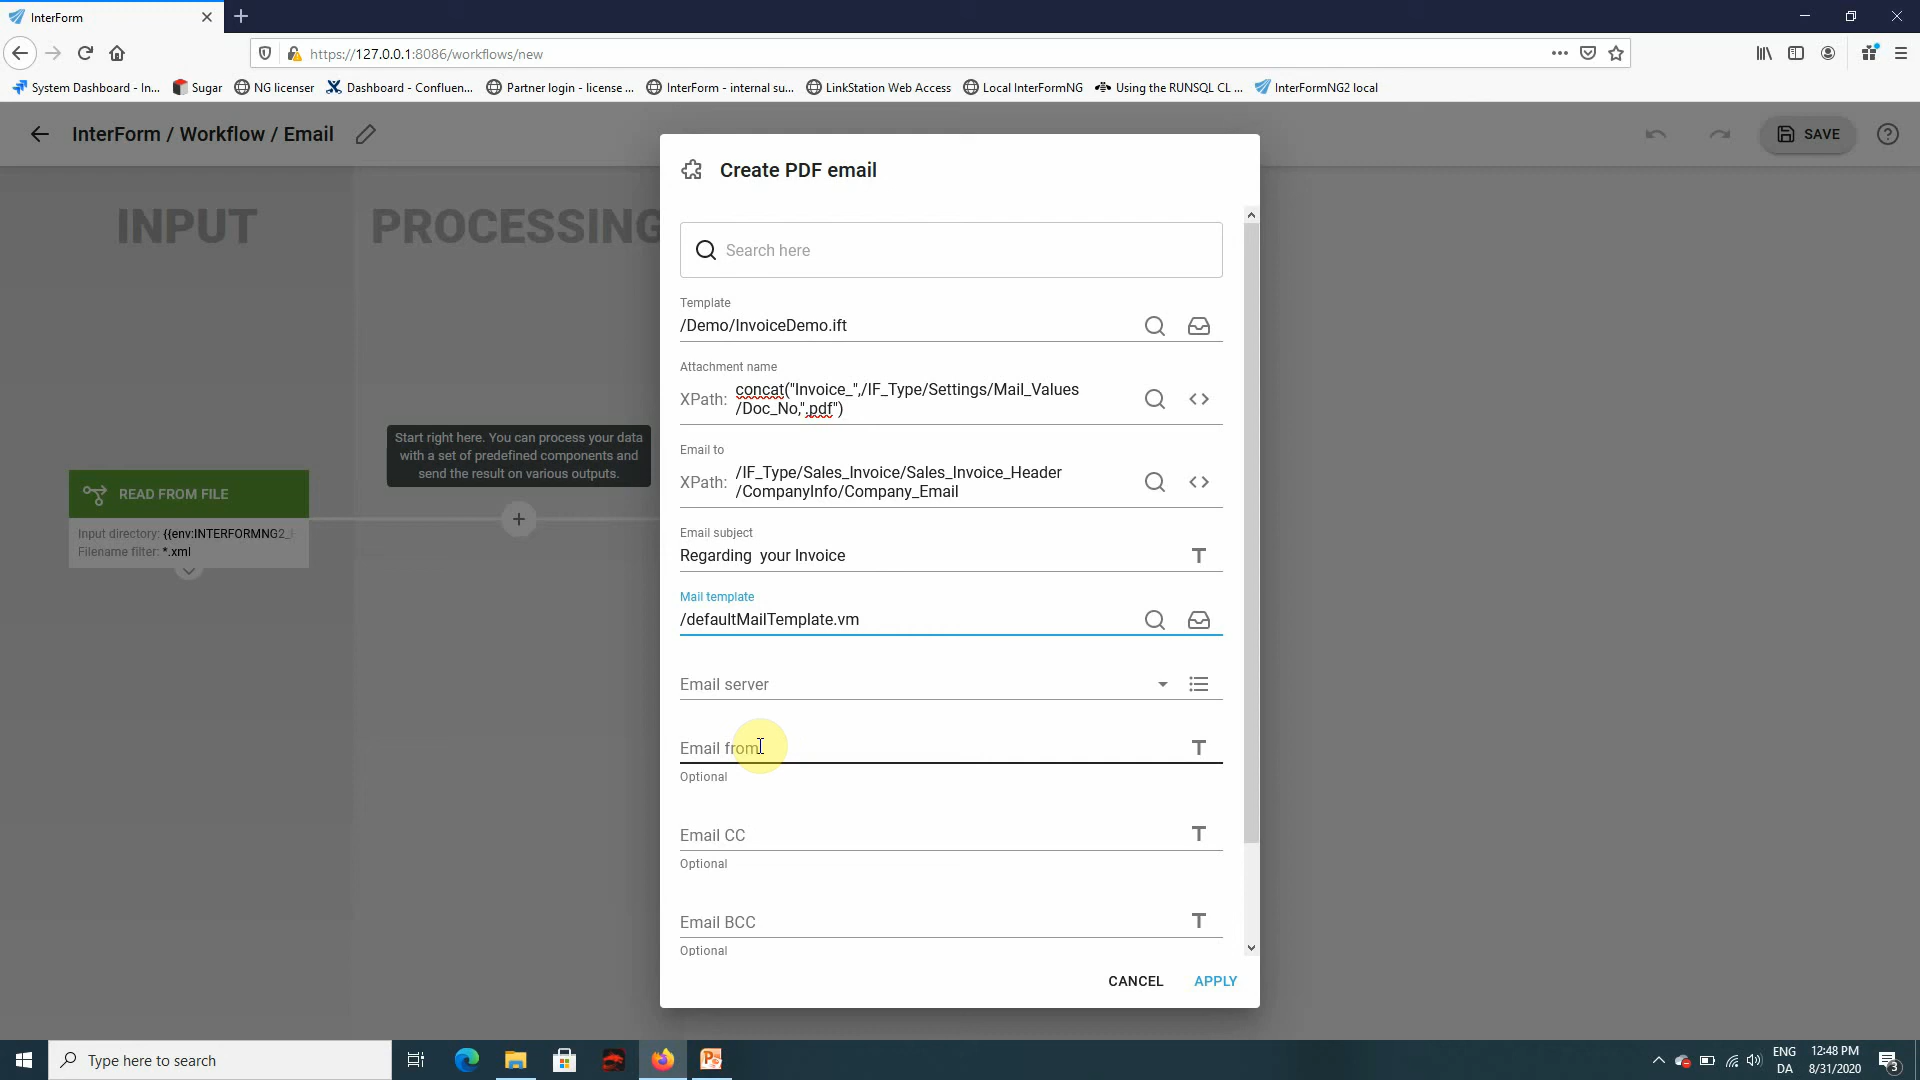 InterForm
https://127.0.0.1:8086/workflows/new
System Dashboard - In...
Sugar
NG licenser
Dashboard - Confluen...
Partner login - license ...
InterForm - internal su...
LinkStation Web Access
Local InterFormNG
Using the RUNSQL CL ...
InterFormNG2 local
InterForm / Workflow / Email
SAVE
INPUT
PROCESSING
Start right here. You can process your data
with a set of predefined components and
send the result on various outputs.
READ FROM FILE
Input directory: {{env:INTERFORMNG2_
Filename filter: *.xml
Create PDF email
Search here
Template
/Demo/InvoiceDemo.ift
Attachment name
XPath: concat("Invoice_",/IF_Type/Settings/Mail_Values
/Doc_No,".pdf")
Email to
XPath: /IF_Type/Sales_Invoice/Sales_Invoice_Header
/CompanyInfo/Company_Email
Email subject
Regarding  your Invoice
Mail template
/defaultMailTemplate.vm
Email server
Email from
Optional
Email CC
Optional
Email BCC
Optional
CANCEL
APPLY
Type here to search
ENG
DA
12:48 PM
8/31/2020
3